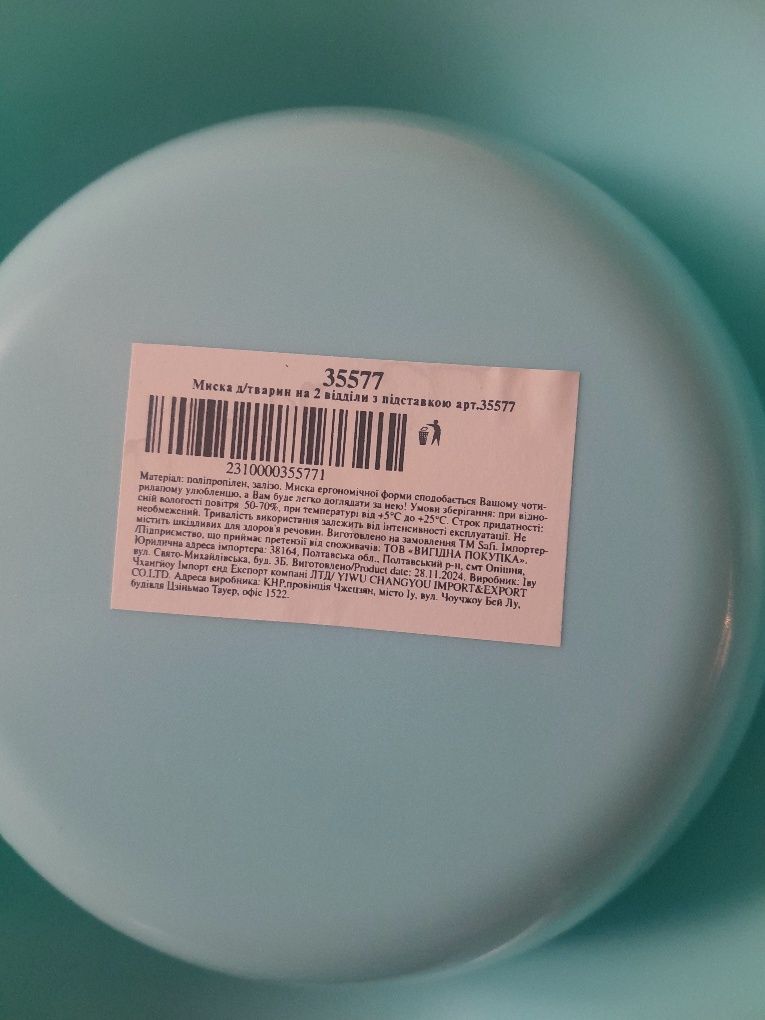 35577
Миска д/тварин на 2 відділи з підставкою арт.35577
2310000355771
Матеріал: поліпропілен, залізо. Миска ергономічної форми сподобається Вашому чоти-
рилапому улюбленцю, а Вам буде легко доглядати за нею! Умови зберігання: при відно-
сній вологості повітря 50-70%, при температурі від +5°С до +25°С. Строк придатності:
необмежений. Тривалість використання залежить від інтенсивності експлуатації. Не
містить шкідливих для здоров'я речовин. Виготовлено на замовлення ТМ Safi. Імпортер-
/Підприємство, що приймає претензії від споживачів: ТОВ «ВИГІДНА ПОКУПКА».
Юридична адреса імпортера: 38164, Полтавська обл., Полтавський р-н, смт Опішня,
вул. Свято-Михайлівська, буд. 3Б. Виготовлено/Product date: 28.11.2024. Виробник: Іву
Чхангйоу Імпорт енд Експорт компані ЛТД/ YIWU CHANGYOU IMPORT&EXPORT
CO.LTD. Адреса виробника: КНР,провінція Чжецзян, місто Іу, вул. Чоучжоу Бей Лу,
будівля Цзіньмао Тауер, офіс 1522.